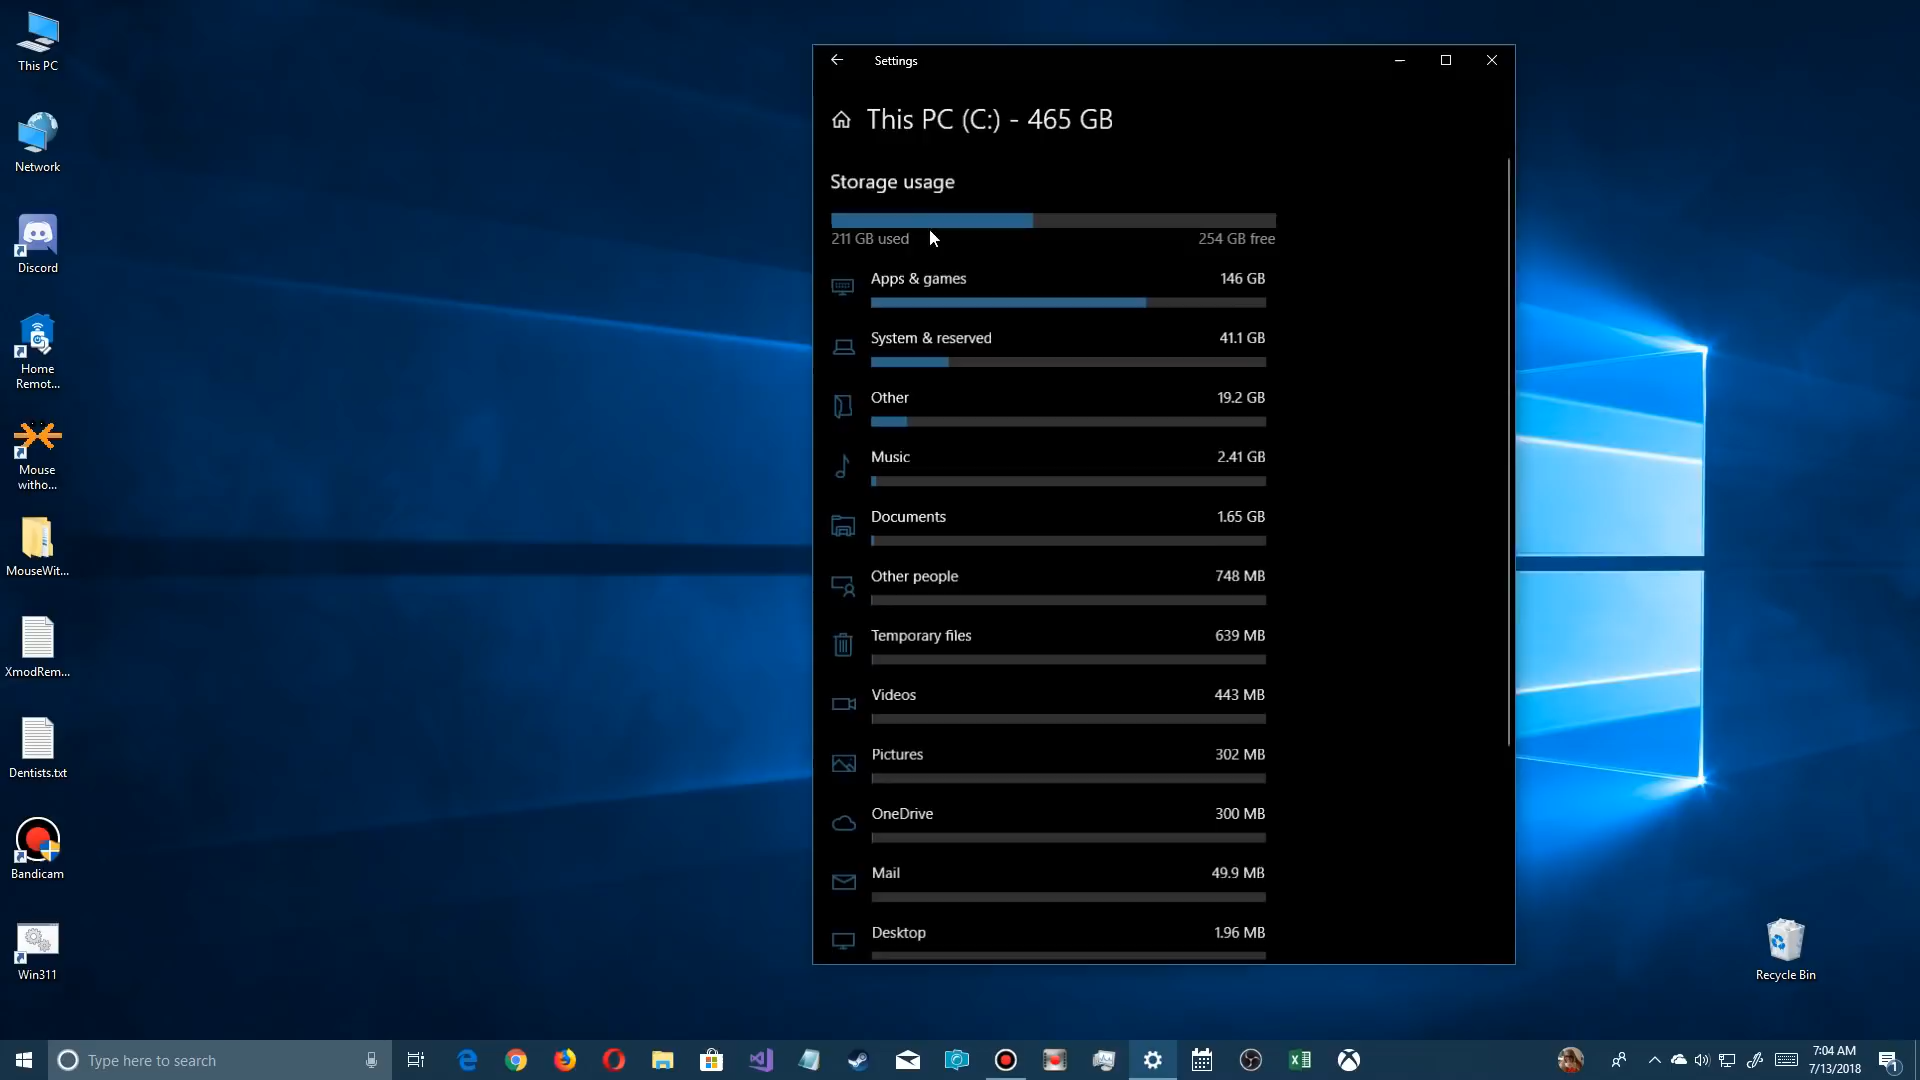 This PC
Network
Discord
Home
Remot...
Mouse
witho...
MouseWit...
XmodRem...
Dentists.txt
Bandicam
Win311
Settings
This PC (C:) - 465 GB
Storage usage
211 GB used
254 GB free
Apps & games
146 GB
System & reserved
41.1 GB
Other
19.2 GB
Music
2.41 GB
Documents
1.65 GB
Other people
748 MB
Temporary files
639 MB
Videos
443 MB
Pictures
302 MB
OneDrive
300 MB
Mail
49.9 MB
Desktop
1.96 MB
Recycle Bin
Type here to search
7:04 AM
7/13/2018
1